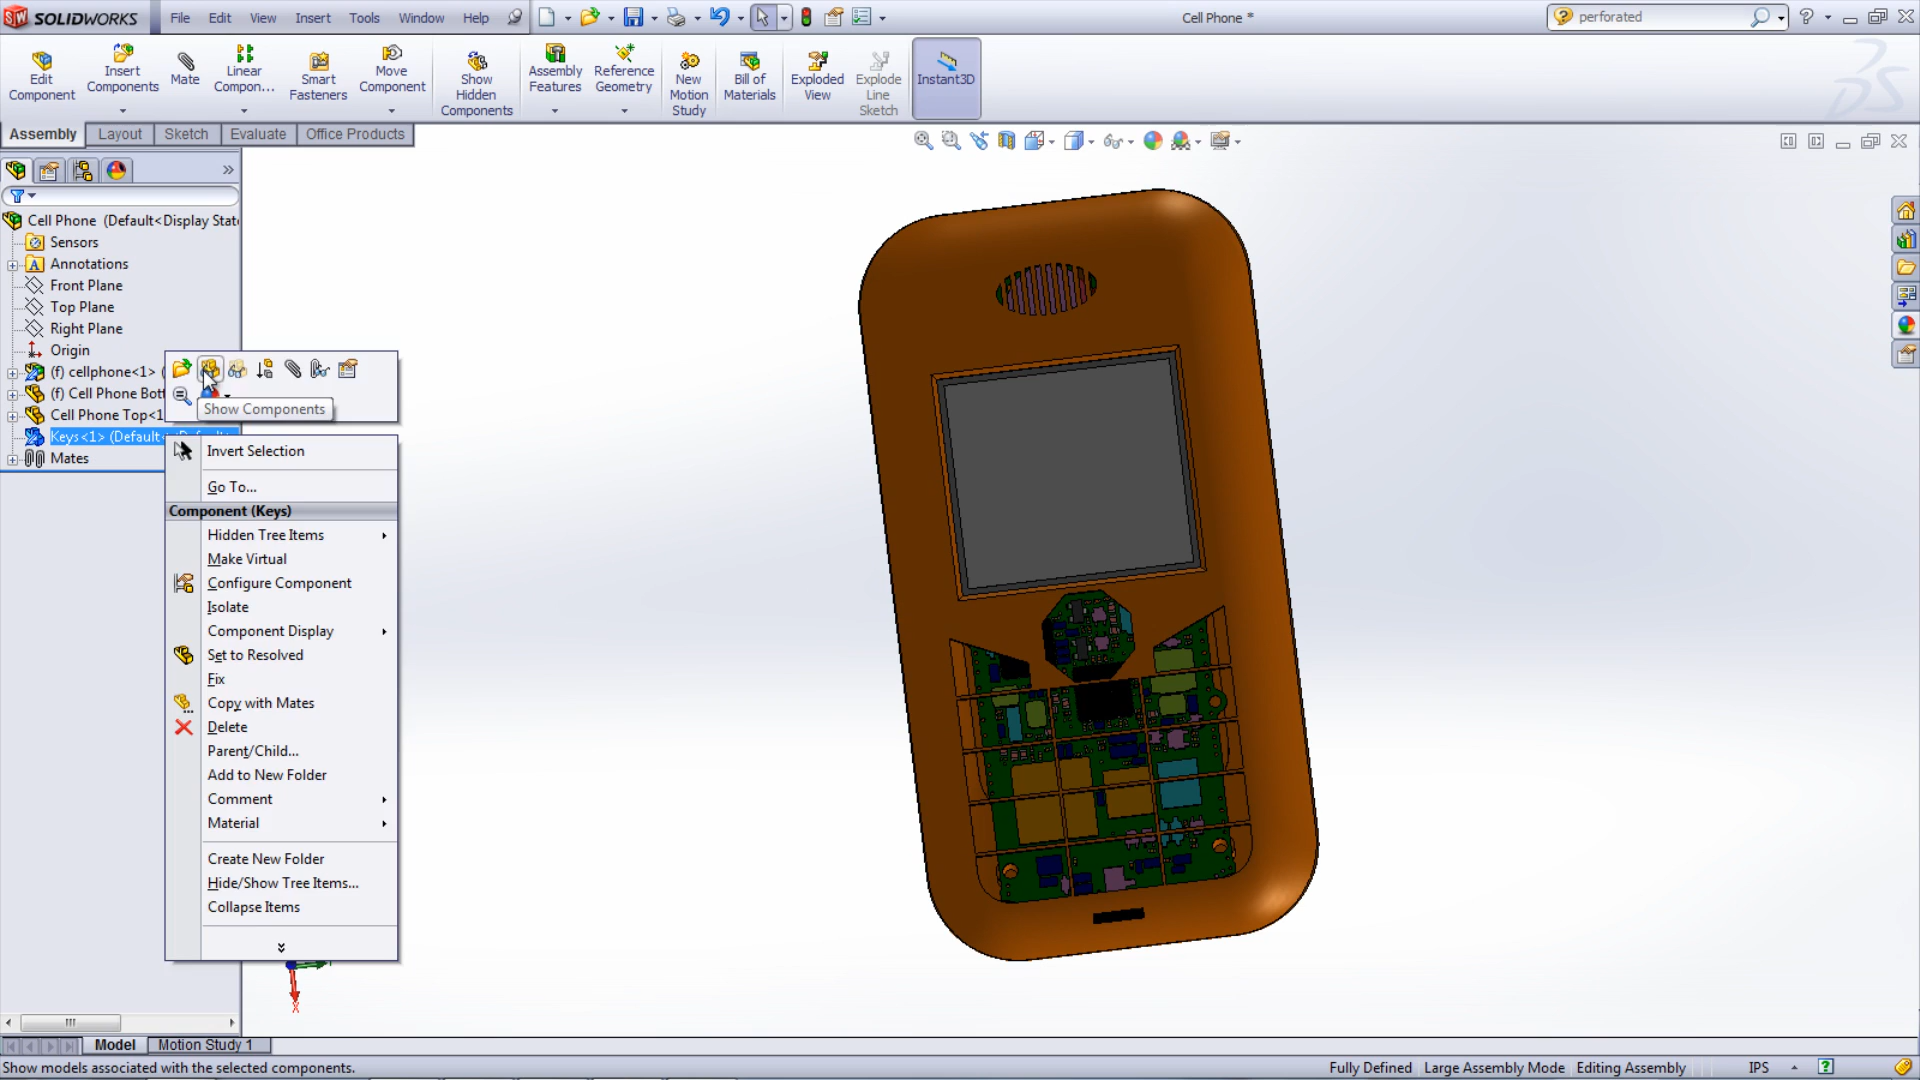 SOLIDWORKS
File Edit View Insert Tools Window Help
Cell Phone *
perforated
Edit Component
Insert Components
Mate
Linear Compon...
Smart Fasteners
Move Component
Show Hidden Components
Assembly Features
Reference Geometry
New Motion Study
Bill of Materials
Exploded View
Explode Line Sketch
Instant3D
Assembly Layout Sketch Evaluate Office Products
Cell Phone (Default<Display State
Sensors
Annotations
Front Plane
Top Plane
Right Plane
Origin
(f) cellphone<1> (
(f) Cell Phone Bott
Cell Phone Top<1
Keys<1> (Default<
Mates
Show Components
Invert Selection
Go To...
Component (Keys)
Hidden Tree Items
Make Virtual
Configure Component
Isolate
Component Display
Set to Resolved
Fix
Copy with Mates
Delete
Parent/Child...
Add to New Folder
Comment
Material
Create New Folder
Hide/Show Tree Items...
Collapse Items
X
Model Motion Study 1
Show models associated with the selected components.
Fully Defined Large Assembly Mode Editing Assembly IPS